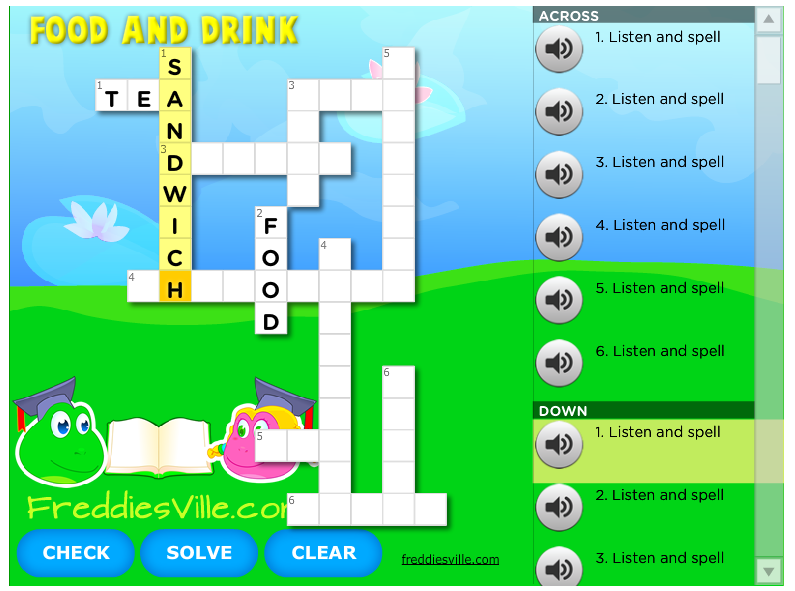 FOOD AND DRINK
1
S
5
1
T E A
3
N
3
D
W
2
I F
C O
4
4
H O
D
6
5
FreddiesVille.com
6
CHECK SOLVE CLEAR
freddiesville.com
ACROSS
1. Listen and spell
2. Listen and spell
3. Listen and spell
4. Listen and spell
5. Listen and spell
6. Listen and spell
DOWN
1. Listen and spell
2. Listen and spell
3. Listen and spell